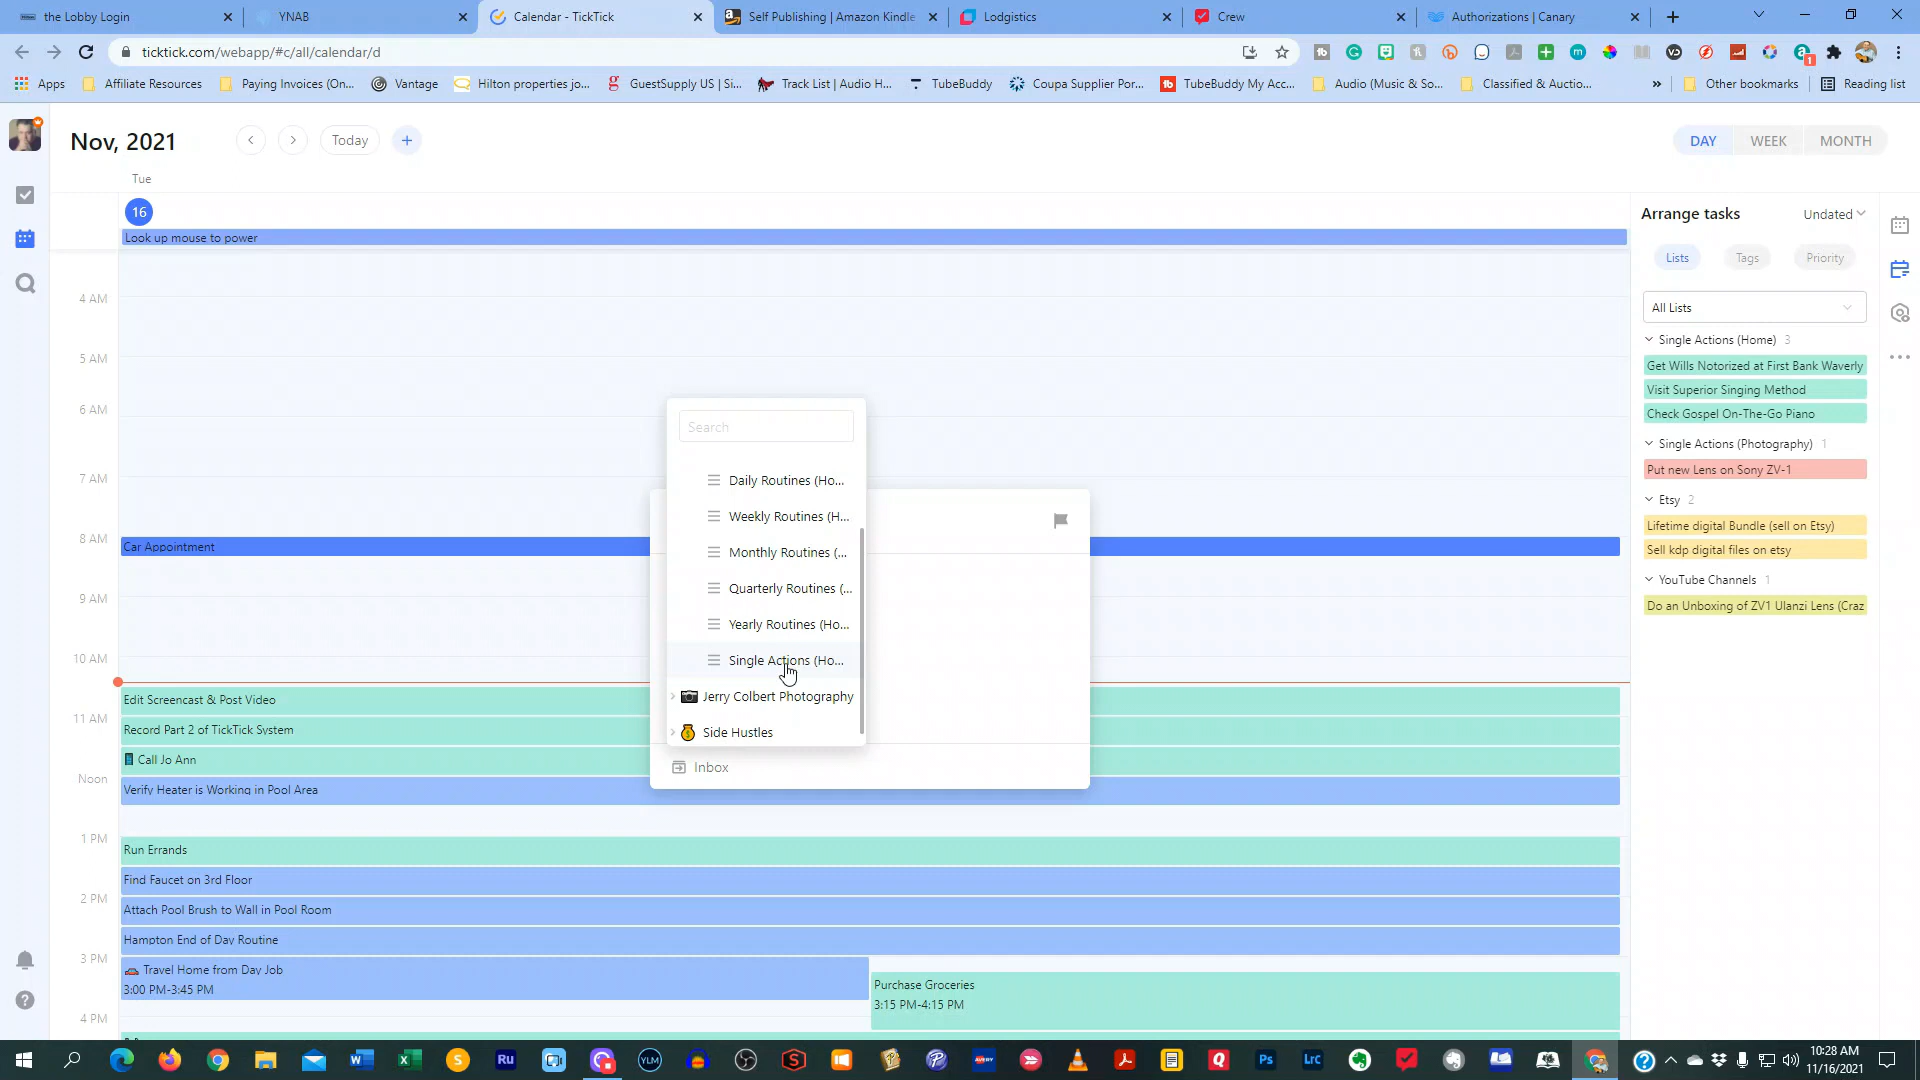 the Lobby Login
YNAB
Calendar - TickTick
Self Publishing | Amazon Kindle
Lodgistics
Crew
Authorizations | Canary
ticktick.com/webapp/#c/all/calendar/d
Apps
Affiliate Resources
Paying Invoices (On...
Vantage
Hilton properties jo...
GuestSupply US | Si...
Track List | Audio H...
TubeBuddy
Coupa Supplier Por...
TubeBuddy My Acc...
Audio (Music & So...
Classified & Auctio...
»
Other bookmarks
Reading list
Nov, 2021
Today
DAY
WEEK
MONTH
Tue
16
Look up mouse to power
4 AM
5 AM
6 AM
7 AM
8 AM
Car Appointment
9 AM
10 AM
Edit Screencast & Post Video
11 AM
Record Part 2 of TickTick System
Call Jo Ann
Noon
Verify Heater is Working in Pool Area
1 PM
Run Errands
Find Faucet on 3rd Floor
2 PM
Attach Pool Brush to Wall in Pool Room
Hampton End of Day Routine
3 PM
Travel Home from Day Job
3:00 PM-3:45 PM
Purchase Groceries
3:15 PM-4:15 PM
4 PM
Search
Daily Routines (Ho...
Weekly Routines (H...
Monthly Routines (...
Quarterly Routines (...
Yearly Routines (Ho...
Single Actions (Ho...
Jerry Colbert Photography
Side Hustles
Inbox
Arrange tasks
Undated
Lists
Tags
Priority
All Lists
Single Actions (Home) 3
Get Wills Notorized at First Bank Waverly
Visit Superior Singing Method
Check Gospel On-The-Go Piano
Single Actions (Photography) 1
Put new Lens on Sony ZV-1
Etsy 2
Lifetime digital Bundle (sell on Etsy)
Sell kdp digital files on etsy
YouTube Channels 1
Do an Unboxing of ZV1 Ulanzi Lens (Craz
10:28 AM
11/16/2021